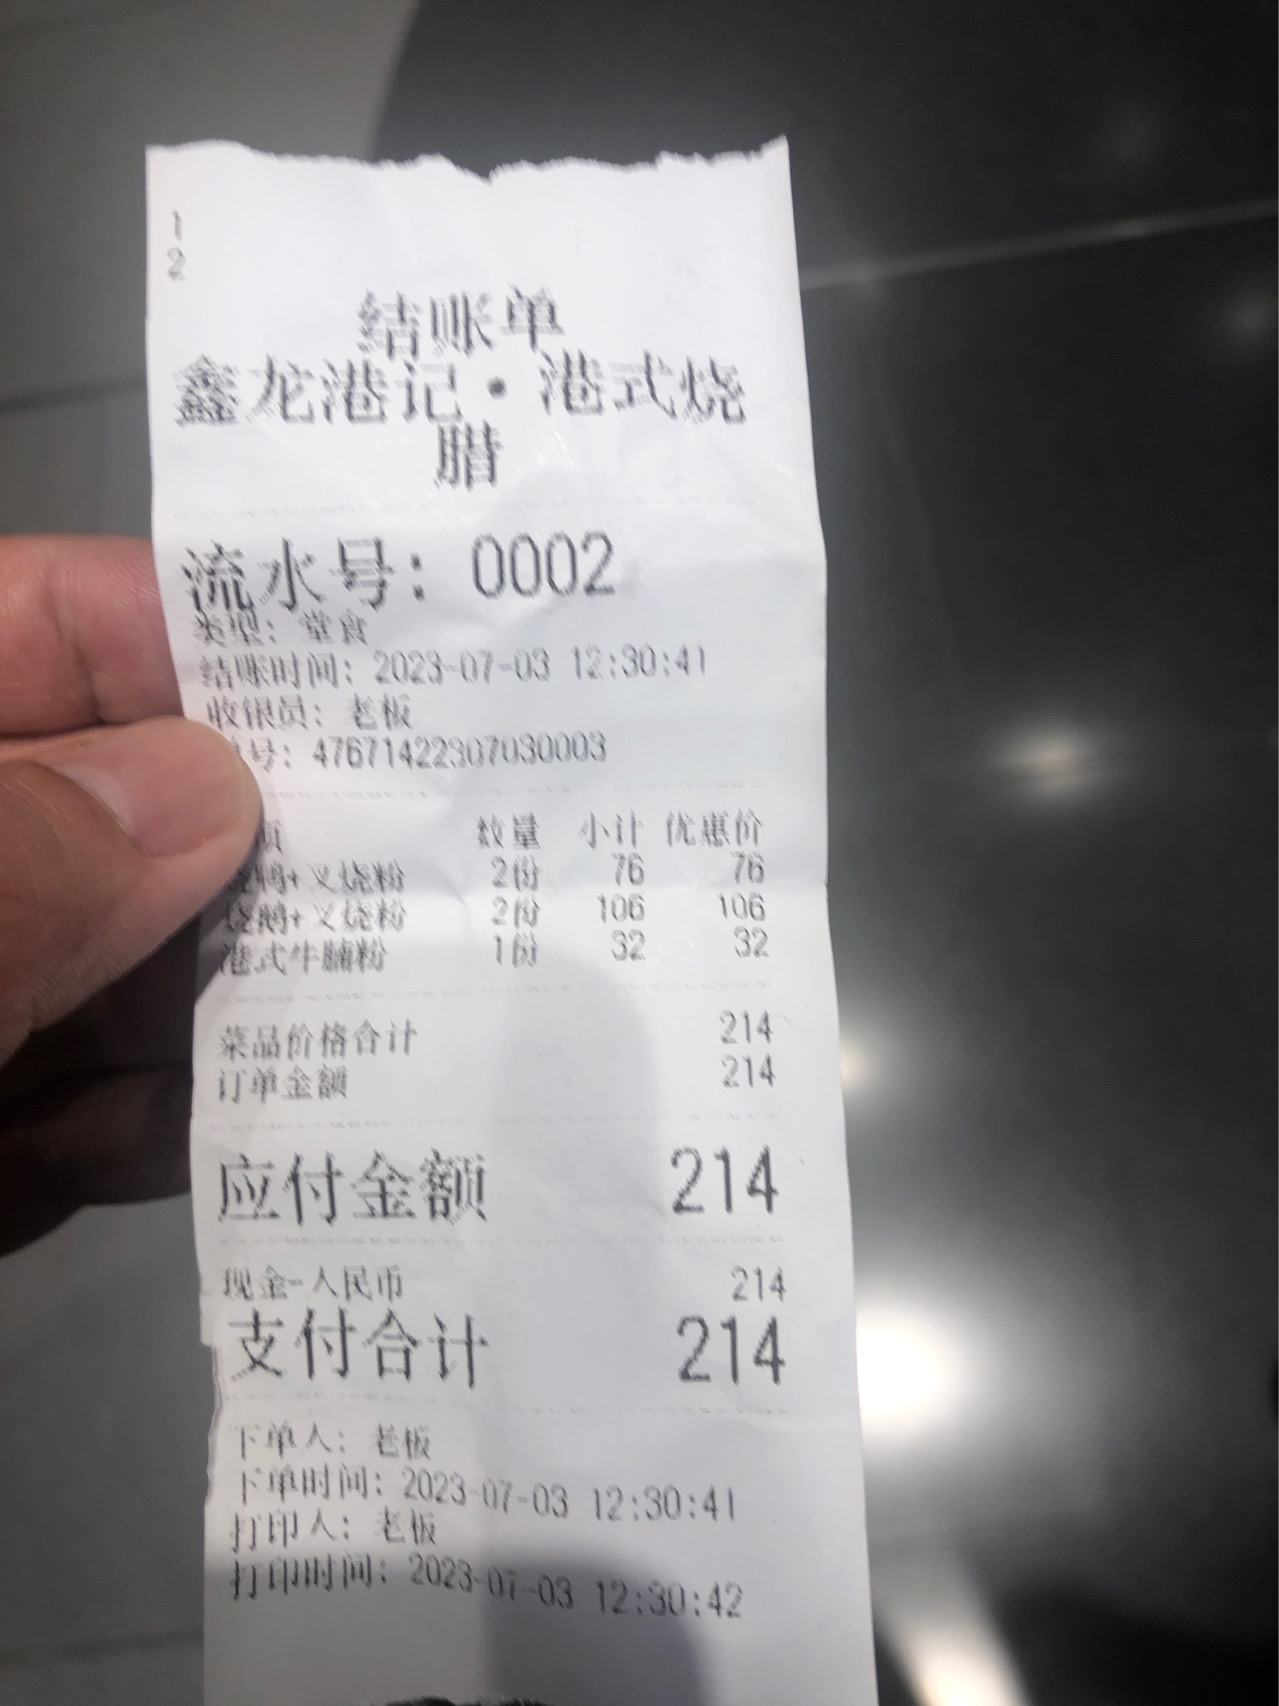 1
2
结账单
鑫龙港记·港式烧
腊
流水号：0002
类型：堂食
结账时间：2023-07-03 12:30:41
收银员：老板
号：47671422307030003
数量 小计 优惠价
烧鸭+叉烧粉 2份 76 76
烧鹅+叉烧粉 2份 106 106
港式牛腩粉 1份 32 32
菜品价格合计 214
订单金额 214
应付金额 214
现金-人民币 214
支付合计 214
下单人：老板
下单时间：2023-07-03 12:30:41
打印人：老板
打印时间：2023-07-03 12:30:42